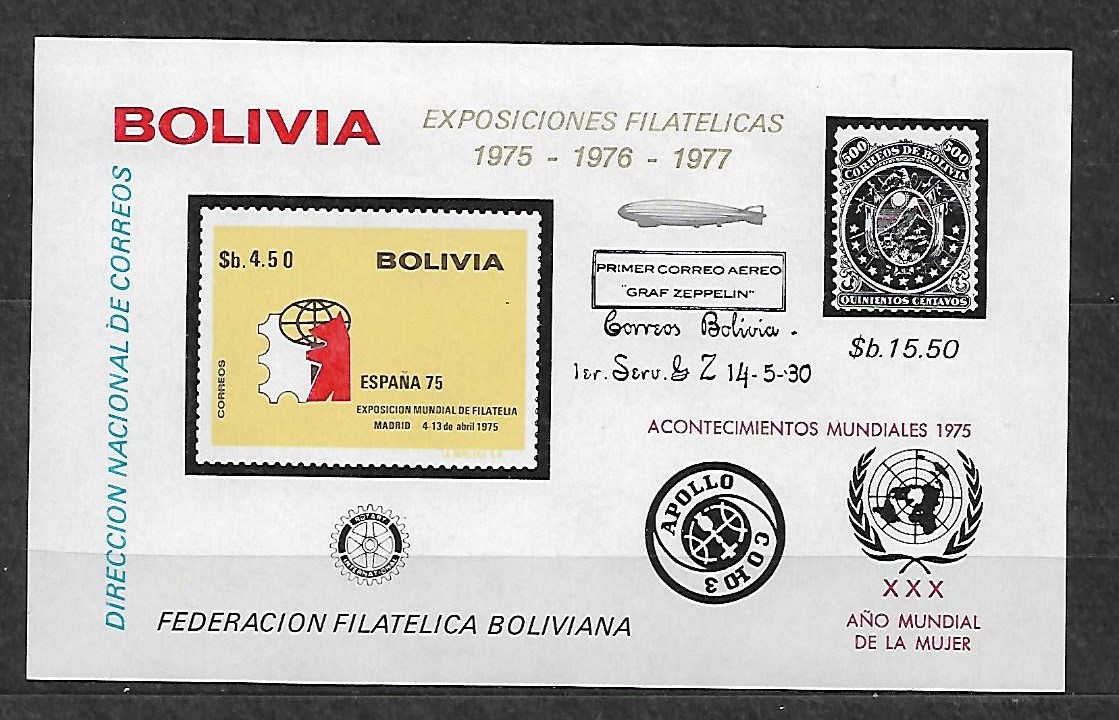 BOLIVIA
EXPOSICIONES FILATELICAS
1975 - 1976 - 1977
DIRECCION NACIONAL DE CORREOS
$b. 4.50
BOLIVIA
CORREOS
ESPAÑA 75
EXPOSICION MUNDIAL DE FILATELIA
MADRID 4-13 de abril 1975
PRIMER CORREO AEREO
"GRAF ZEPPELIN"
Correos Bolivia.
1er. Serv. G Z 14-5-30
500 500
CORREOS DE BOLIVIA
QUINIENTOS CENTAVOS
$b. 15.50
ACONTECIMIENTOS MUNDIALES 1975
APOLLO
СОЮЗ
XXX
AÑO MUNDIAL
DE LA MUJER
ROTARY
INTERNATIONAL
FEDERACION FILATELICA BOLIVIANA